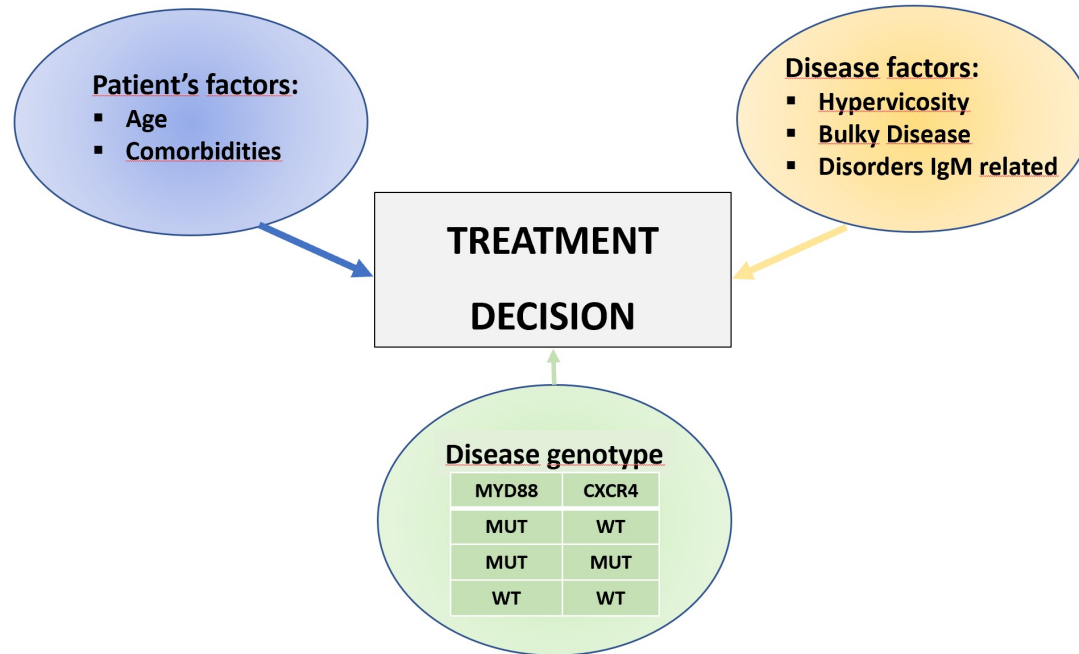 Patient's factors:
▪ Age
▪ Comorbidities
Disease factors:
▪ Hypervicosity
▪ Bulky Disease
▪ Disorders IgM related
TREATMENT
DECISION
Disease genotype
MYD88 CXCR4
MUT WT
MUT MUT
WT WT